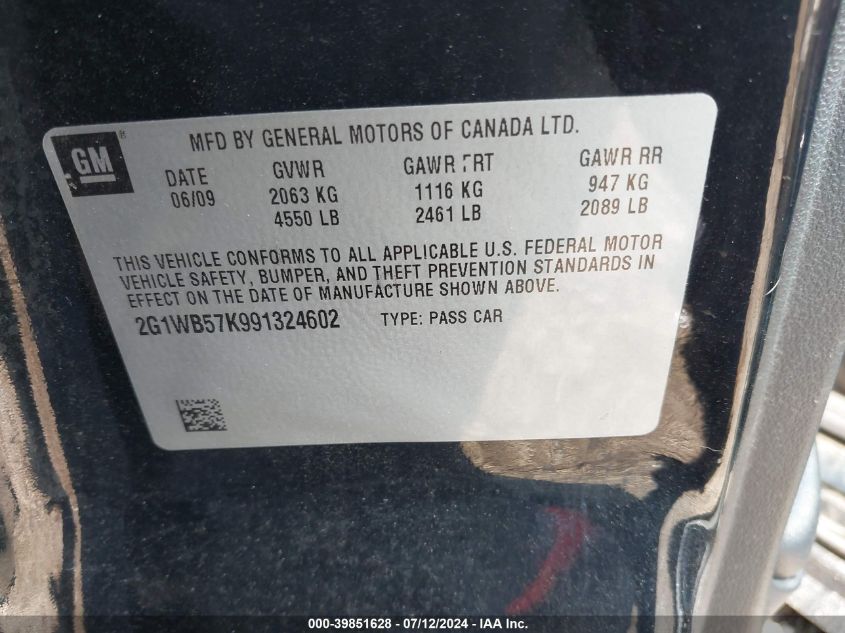 GM ®
MFD BY GENERAL MOTORS OF CANADA LTD.
DATE GVWR GAWR FRT GAWR RR
06/09 2063 KG 1116 KG 947 KG
4550 LB 2461 LB 2089 LB
THIS VEHICLE CONFORMS TO ALL APPLICABLE U.S. FEDERAL MOTOR
VEHICLE SAFETY, BUMPER, AND THEFT PREVENTION STANDARDS IN
EFFECT ON THE DATE OF MANUFACTURE SHOWN ABOVE.
2G1WB57K991324602 TYPE: PASS CAR
000-39851628 - 07/12/2024 - IAA Inc.